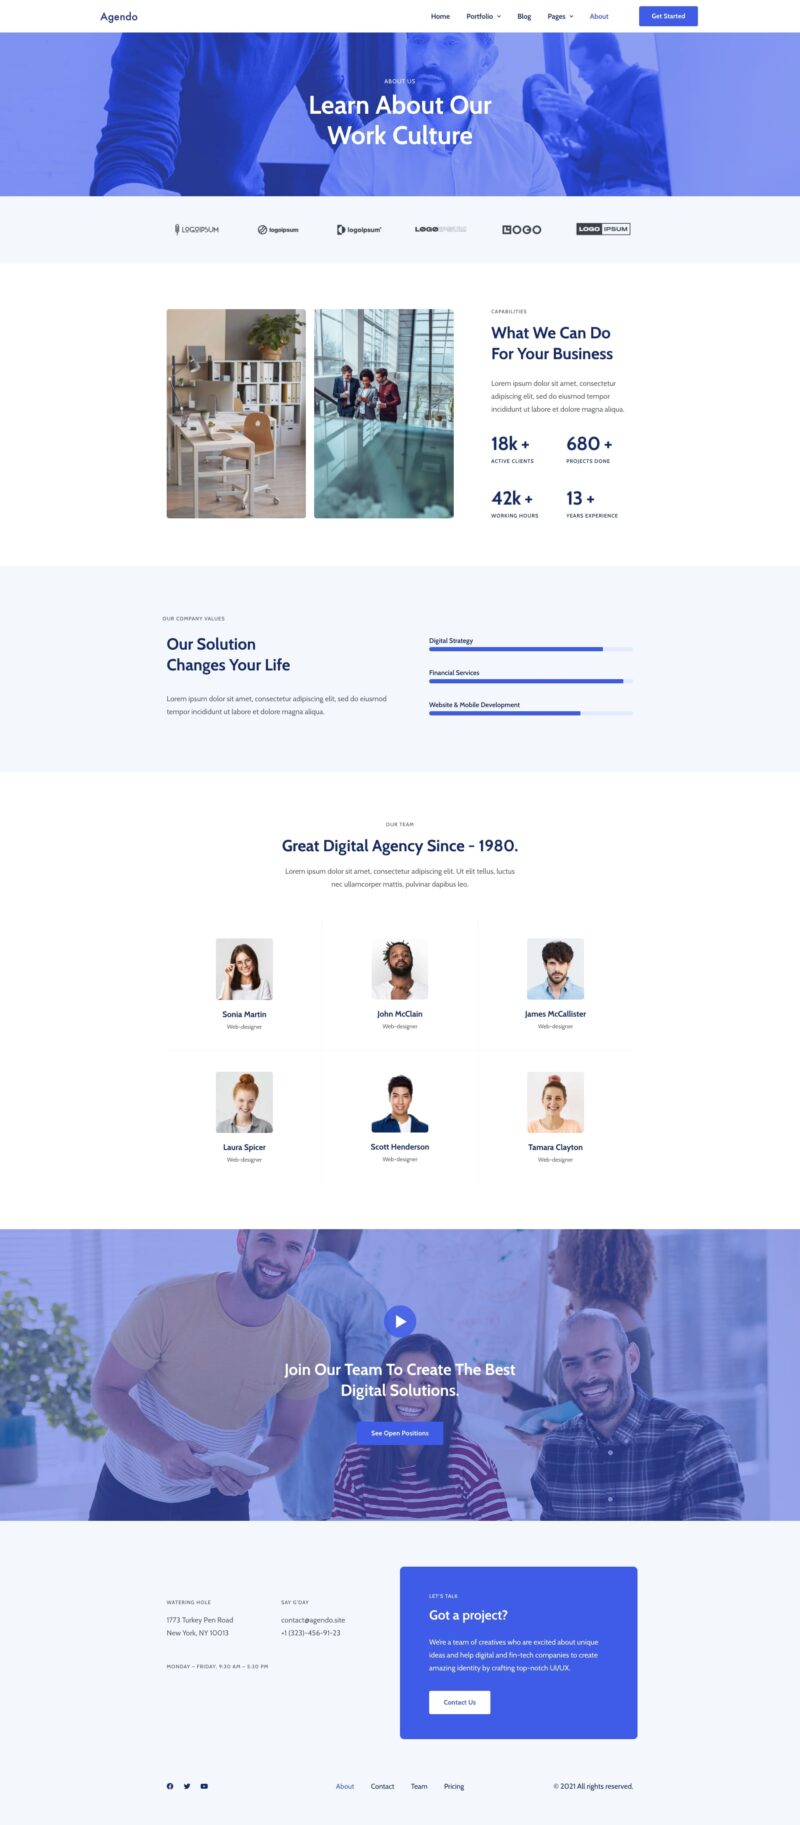 Agendo
Home Portfolio Blog Pages About Get Started
ABOUT US
Learn About Our
Work Culture
LOGOIPSUM logoipsum logoipsum' LOGOIPSUM LOGO LOGO IPSUM
CAPABILITIES
What We Can Do
For Your Business
Lorem ipsum dolor sit amet, consectetur
adipiscing elit, sed do eiusmod tempor
incididunt ut labore et dolore magna aliqua.
18k + 680 +
ACTIVE CLIENTS PROJECTS DONE
42k + 13 +
WORKING HOURS YEARS EXPERIENCE
OUR COMPANY VALUES
Our Solution
Changes Your Life
Lorem ipsum dolor sit amet, consectetur adipiscing elit, sed do eiusmod
tempor incididunt ut labore et dolore magna aliqua.
Digital Strategy
Financial Services
Website & Mobile Development
OUR TEAM
Great Digital Agency Since - 1980.
Lorem ipsum dolor sit amet, consectetur adipiscing elit. Ut elit tellus, luctus
nec ullamcorper mattis, pulvinar dapibus leo.
Sonia Martin John McClain James McCallister
Web-designer Web-designer Web-designer
Laura Spicer Scott Henderson Tamara Clayton
Web-designer Web-designer Web-designer
Join Our Team To Create The Best
Digital Solutions.
See Open Positions
WATERING HOLE SAY G'DAY
1773 Turkey Pen Road contact@agendo.site
New York, NY 10013 +1 (323)-456-91-23
MONDAY – FRIDAY, 9:30 AM – 5:30 PM
LET'S TALK
Got a project?
We're a team of creatives who are excited about unique
ideas and help digital and fin-tech companies to create
amazing identity by crafting top-notch UI/UX.
Contact Us
About Contact Team Pricing © 2021 All rights reserved.